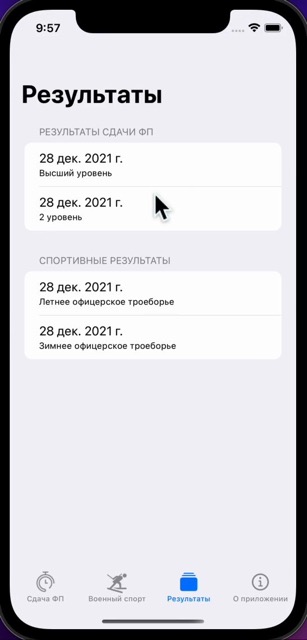 9:57
Результаты
РЕЗУЛЬТАТЫ СДАЧИ ФП
28 дек. 2021 г.
Высший уровень
28 дек. 2021 г.
2 уровень
СПОРТИВНЫЕ РЕЗУЛЬТАТЫ
28 дек. 2021 г.
Летнее офицерское троеборье
28 дек. 2021 г.
Зимнее офицерское троеборье
Сдача ФП Военный спорт Результаты О приложении